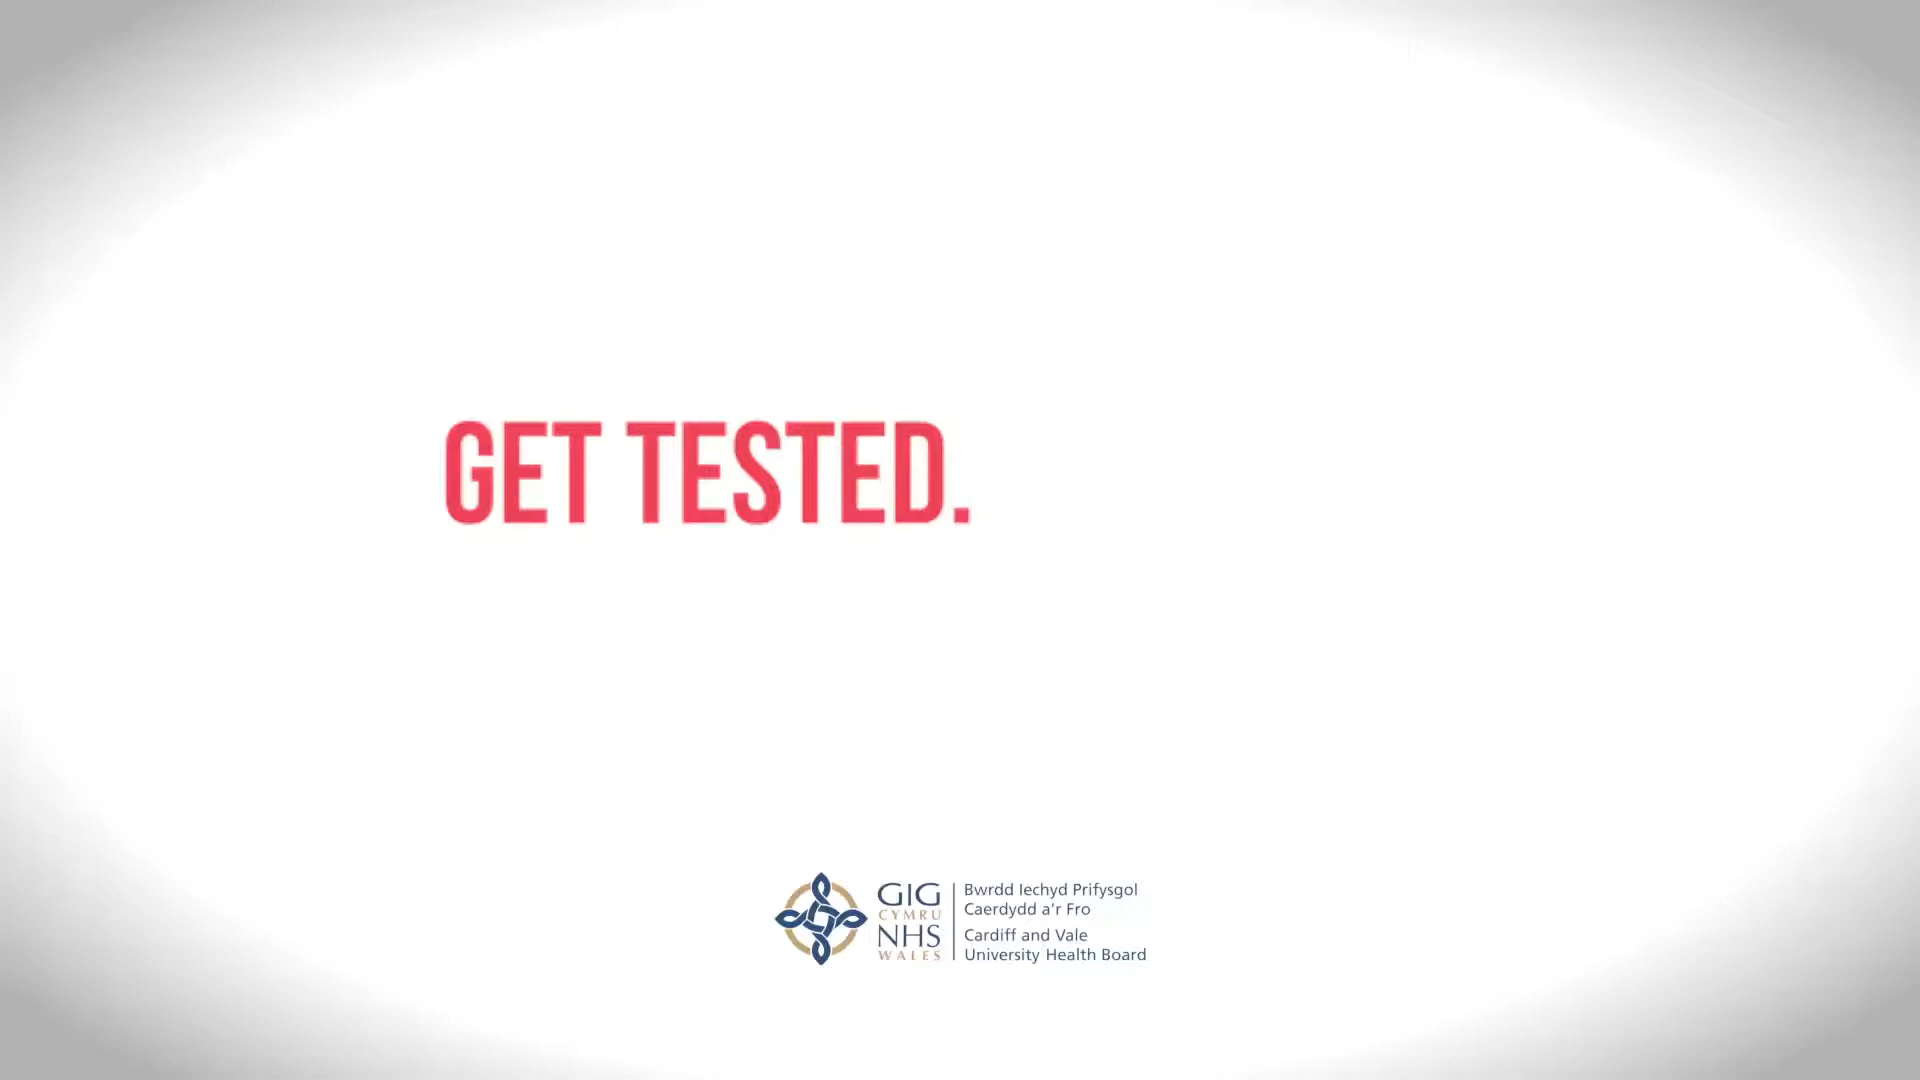 GET TESTED.
GIG
CYMRU
NHS
WALES
Bwrdd Iechyd Prifysgol
Caerdydd a'r Fro
Cardiff and Vale
University Health Board